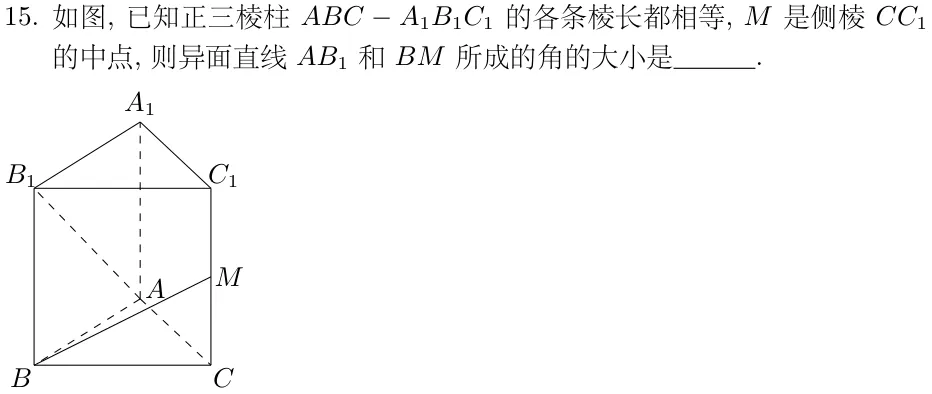 15. 如图, 已知正三棱柱 ABC − A₁B₁C₁ 的各条棱长都相等, M 是侧棱 CC₁
的中点, 则异面直线 AB₁ 和 BM 所成的角的大小是______.
A₁
B₁
C₁
A
M
B
C